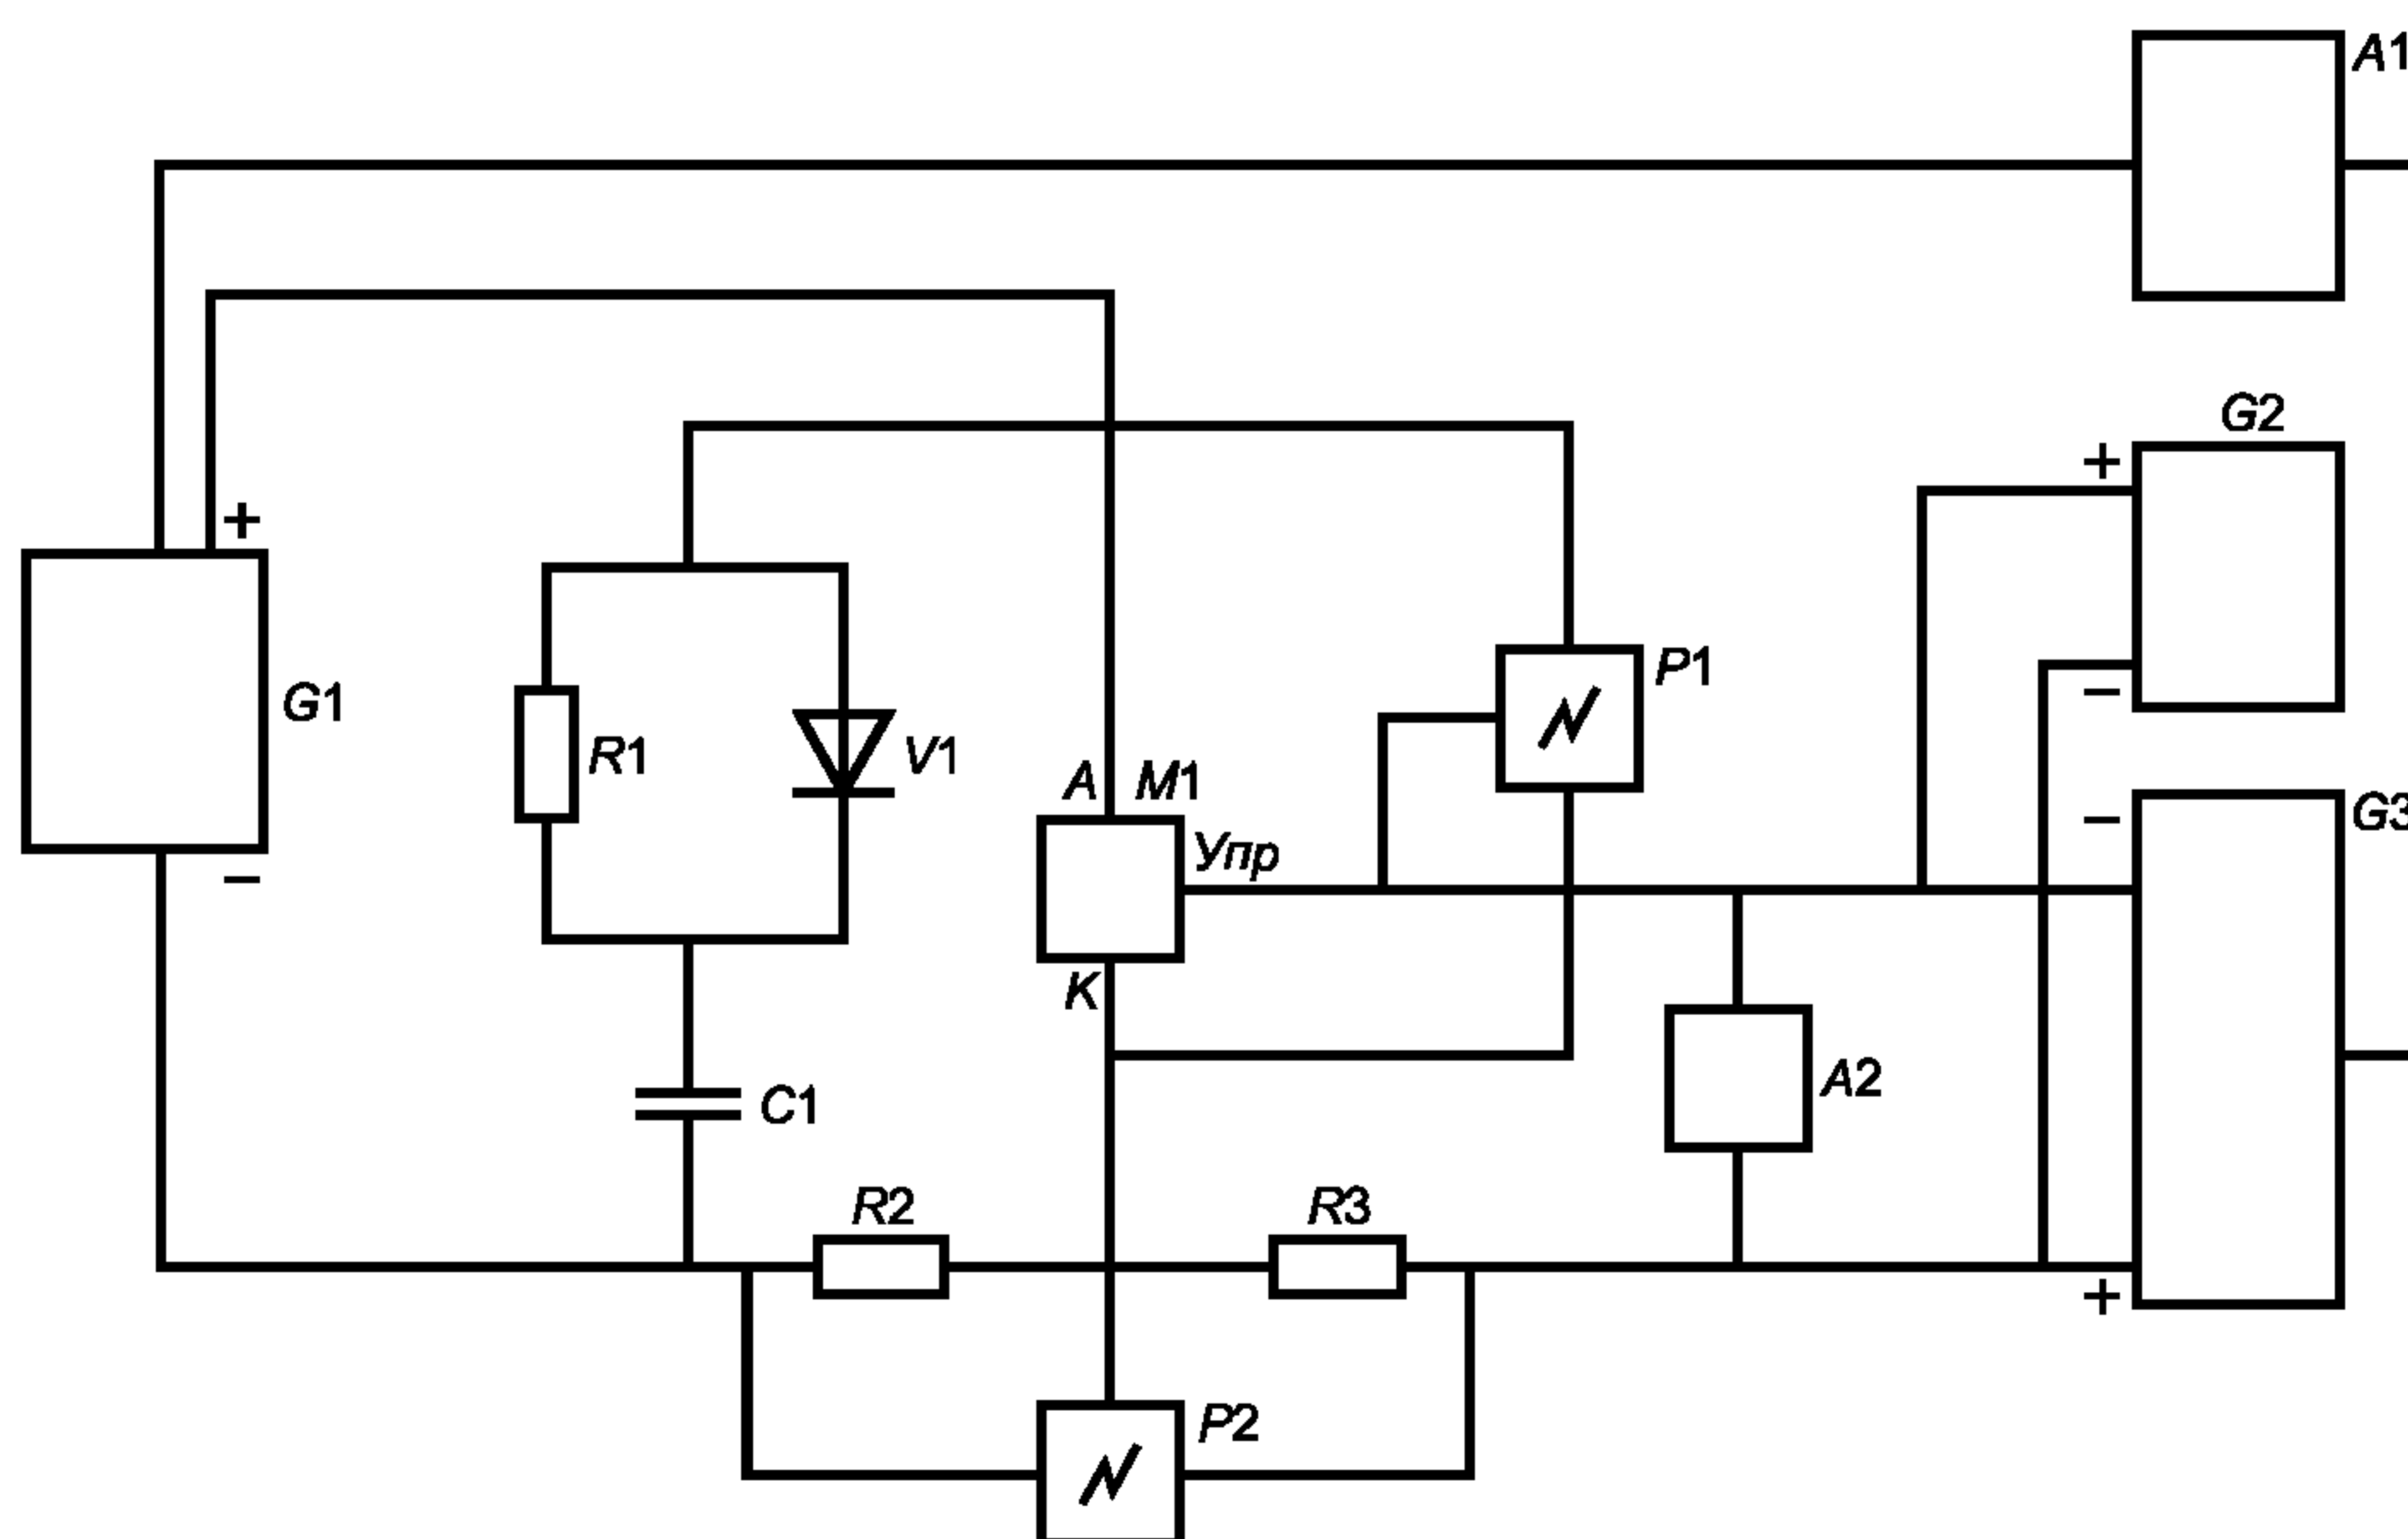 A1
G2
+
+
G1
−
−
P1
R1
V1
A
M1
G3
−
Упр
K
A2
C1
R2
R3
+
P2